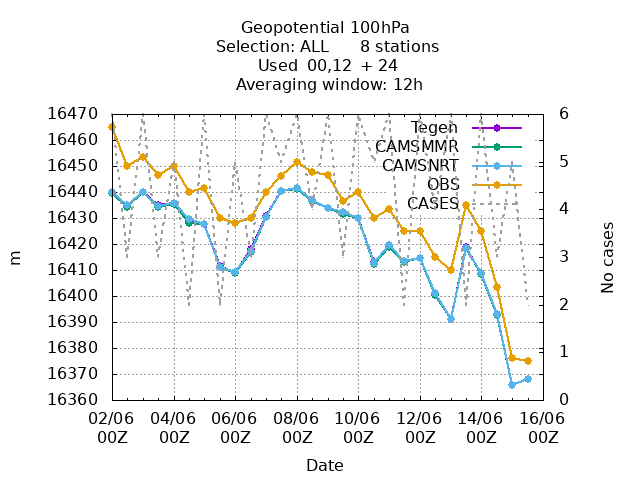 Geopotential 100hPa
Selection: ALL 8 stations
Used 00,12 + 24
Averaging window: 12h
16470
16460
16450
16440
16430
16420
16410
16400
16390
16380
16370
16360
m
6
5
4
3
2
1
0
No cases
Tegen
CAMSMMR
CAMSNRT
OBS
CASES
02/06 04/06 06/06 08/06 10/06 12/06 14/06 16/06
00Z 00Z 00Z 00Z 00Z 00Z 00Z 00Z
Date